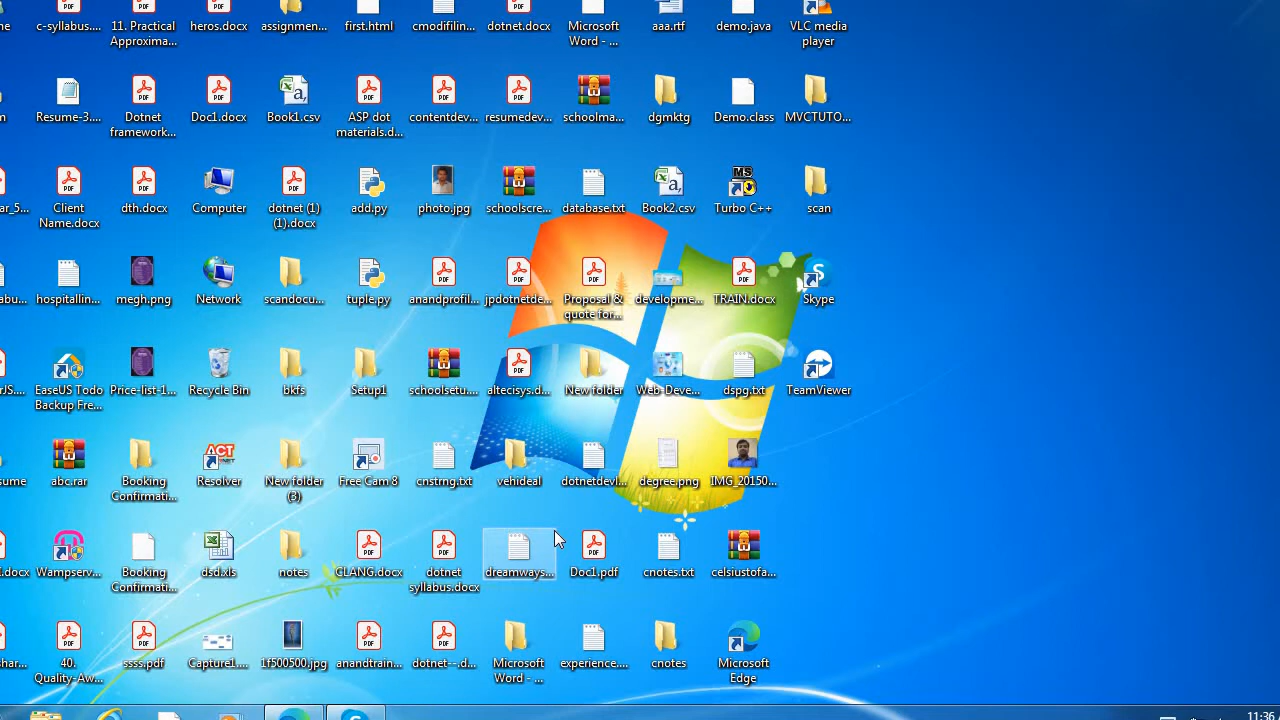 c-syllabus....
11. Practical
Approxima...
heros.docx
assignmen...
first.html
cmodifilin...
dotnet.docx
Microsoft
Word - ...
aaa.rtf
demo.java
VLC media
player
Resume-3....
Dotnet
framework...
Doc1.docx
Book1.csv
ASP dot
materials.d...
contentdev...
resumedev...
schoolma...
dgmktg
Demo.class
MVCTUTO...
Client
Name.docx
dth.docx
Computer
dotnet (1)
(1).docx
add.py
photo.jpg
schoolscre...
database.txt
Book2.csv
MS
Turbo C++
scan
hospitallin...
megh.png
Network
scandocu...
tuple.py
anandprofil...
jpdotnetde...
Proposal &
quote for...
developme...
TRAIN.docx
Skype
EaseUS Todo
Backup Fre...
Price-list-1...
Recycle Bin
bkfs
Setup1
schoolsetu...
altecisys.d...
New folder
Web-Deve...
dspg.txt
TeamViewer
abc.rar
Booking
Confirmati...
Resolver
New folder
(3)
Free Cam 8
cnstrng.txt
vehideal
dotnetdevl...
degree.png
IMG_20150...
Wampserv...
Booking
Confirmati...
dsd.xls
notes
CLANG.docx
dotnet
syllabus.docx
dreamways...
Doc1.pdf
cnotes.txt
celsiustofa...
40.
Quality-Aw...
ssss.pdf
Capture1....
1f500500.jpg
anandtrain...
dotnet--.d...
Microsoft
Word - ...
experience....
cnotes
Microsoft
Edge
11:36